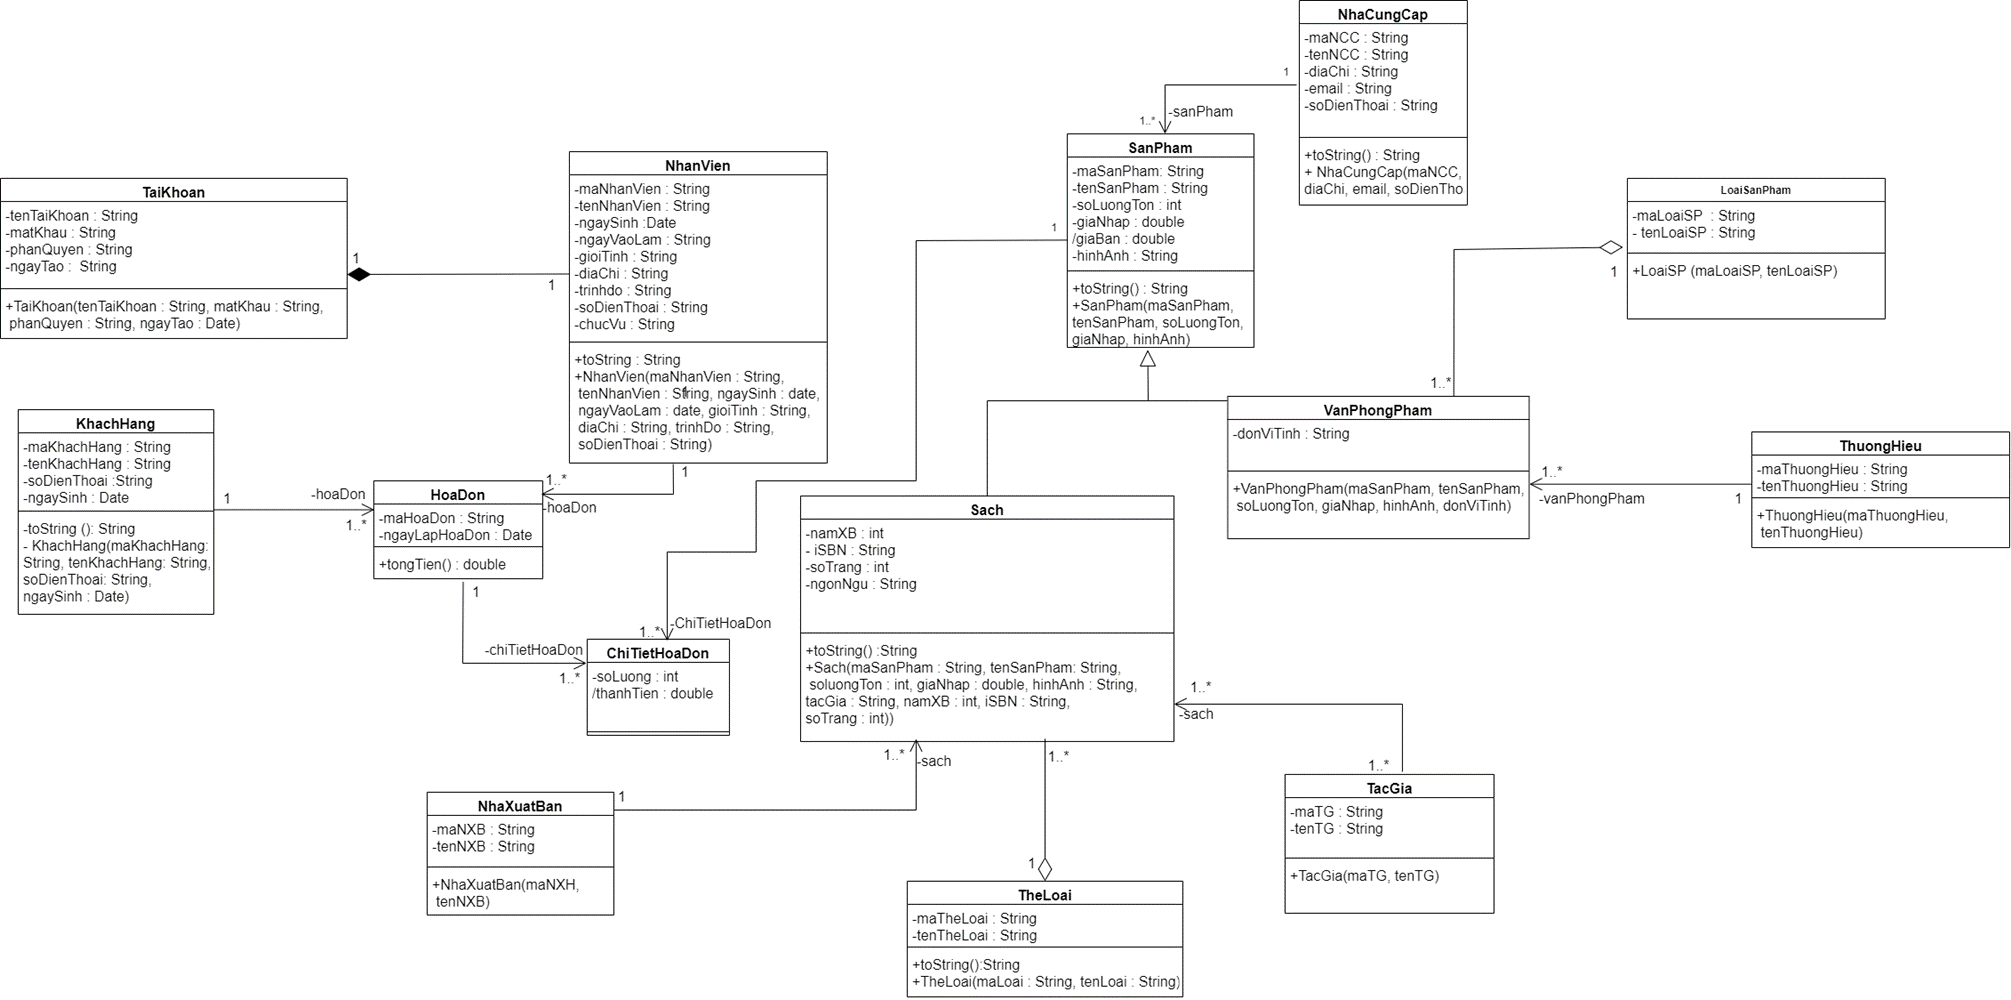 NhaCungCap
-maNCC : String
-tenNCC : String
-diaChi : String
-email : String
-soDienThoai : String
+toString() : String
+ NhaCungCap(maNCC,
diaChi, email, soDienTho
1
-sanPham
1..*
SanPham
-maSanPham: String
-tenSanPham : String
-soLuongTon : int
-giaNhap : double
/giaBan : double
-hinhAnh : String
+toString() : String
+SanPham(maSanPham,
tenSanPham, soLuongTon,
giaNhap, hinhAnh)
1
LoaiSanPham
-maLoaiSP : String
- tenLoaiSP : String
+LoaiSP (maLoaiSP, tenLoaiSP)
1
1..*
NhanVien
-maNhanVien : String
-tenNhanVien : String
-ngaySinh :Date
-ngayVaoLam : String
-gioiTinh : String
-diaChi : String
-trinhdo : String
-soDienThoai : String
-chucVu : String
+toString : String
+NhanVien(maNhanVien : String,
tenNhanVien : String, ngaySinh : date,
ngayVaoLam : date, gioiTinh : String,
diaChi : String, trinhDo : String,
soDienThoai : String)
1
1
TaiKhoan
-tenTaiKhoan : String
-matKhau : String
-phanQuyen : String
-ngayTao : String
+TaiKhoan(tenTaiKhoan : String, matKhau : String,
phanQuyen : String, ngayTao : Date)
1
1
KhachHang
-maKhachHang : String
-tenKhachHang : String
-soDienThoai :String
-ngaySinh : Date
-toString (): String
- KhachHang(maKhachHang:
String, tenKhachHang: String,
soDienThoai: String,
ngaySinh : Date)
1
-hoaDon
1..*
HoaDon
-maHoaDon : String
-ngayLapHoaDon : Date
+tongTien() : double
1..*
-hoaDon
1
-chiTietHoaDon
1..*
1..*
-ChiTietHoaDon
ChiTietHoaDon
-soLuong : int
/thanhTien : double
VanPhongPham
-donViTinh : String
+VanPhongPham(maSanPham, tenSanPham,
soLuongTon, giaNhap, hinhAnh, donViTinh)
1..*
-vanPhongPham
1
ThuongHieu
-maThuongHieu : String
-tenThuongHieu : String
+ThuongHieu(maThuongHieu,
tenThuongHieu)
Sach
-namXB : int
- iSBN : String
-soTrang : int
-ngonNgu : String
+toString() :String
+Sach(maSanPham : String, tenSanPham: String,
soluongTon : int, giaNhap : double, hinhAnh : String,
tacGia : String, namXB : int, iSBN : String,
soTrang : int))
1..*
-sach
1..*
1..*
-sach
1..*
NhaXuatBan
-maNXB : String
-tenNXB : String
+NhaXuatBan(maNXH,
tenNXB)
1
TacGia
-maTG : String
-tenTG : String
+TacGia(maTG, tenTG)
1
TheLoai
-maTheLoai : String
-tenTheLoai : String
+toString():String
+TheLoai(maLoai : String, tenLoai : String)